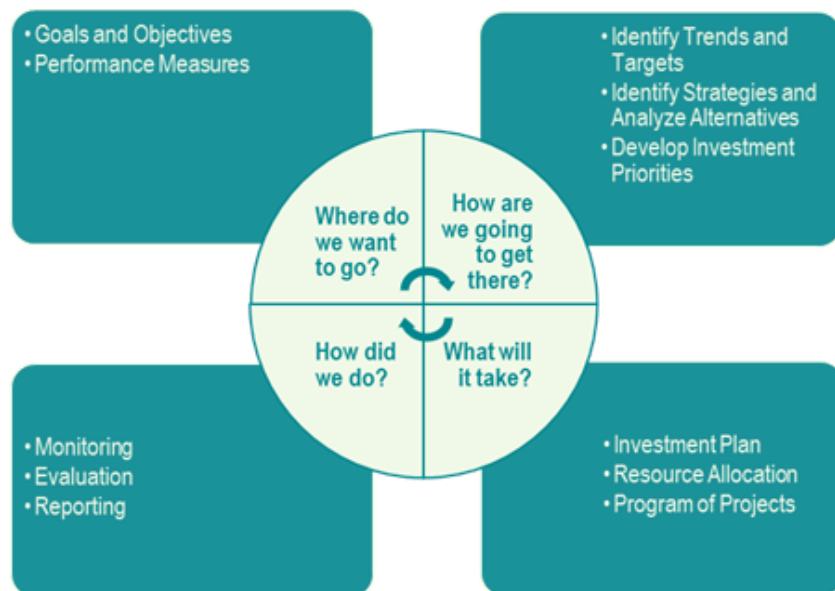 • Goals and Objectives
• Performance Measures
• Identify Trends and
Targets
• Identify Strategies and
Analyze Alternatives
• Develop Investment
Priorities
Where do
we want
to go?
How are
we going
to get
there?
How did
we do?
What will
it take?
• Monitoring
• Evaluation
• Reporting
• Investment Plan
• Resource Allocation
• Program of Projects